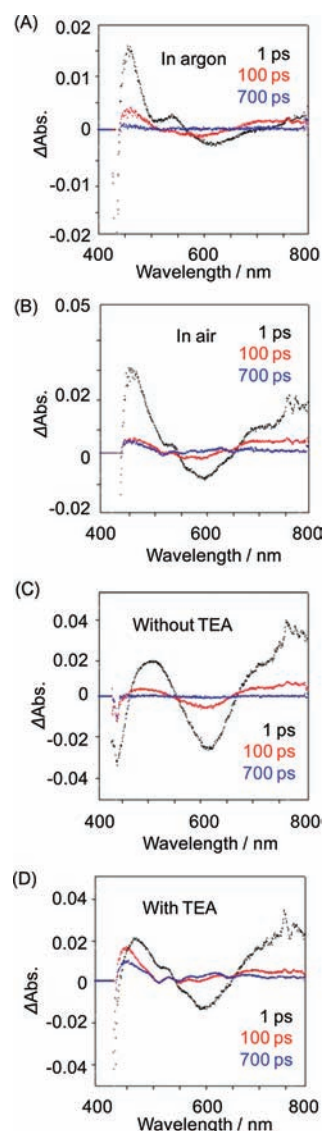 (A)
0.02
In argon
1 ps
100 ps
700 ps
0.01
0
-0.01
-0.02
ΔAbs.
400 600 800
Wavelength / nm
(B)
0.05
In air
1 ps
100 ps
700 ps
0.02
0
-0.02
ΔAbs.
400 600 800
Wavelength / nm
(C)
0.04
Without TEA
0.02
0
-0.02
-0.04
1 ps
100 ps
700 ps
ΔAbs.
400 600 800
Wavelength / nm
(D)
0.04
With TEA
0.02
0
-0.02
-0.04
1 ps
100 ps
700 ps
ΔAbs.
400 600 800
Wavelength / nm